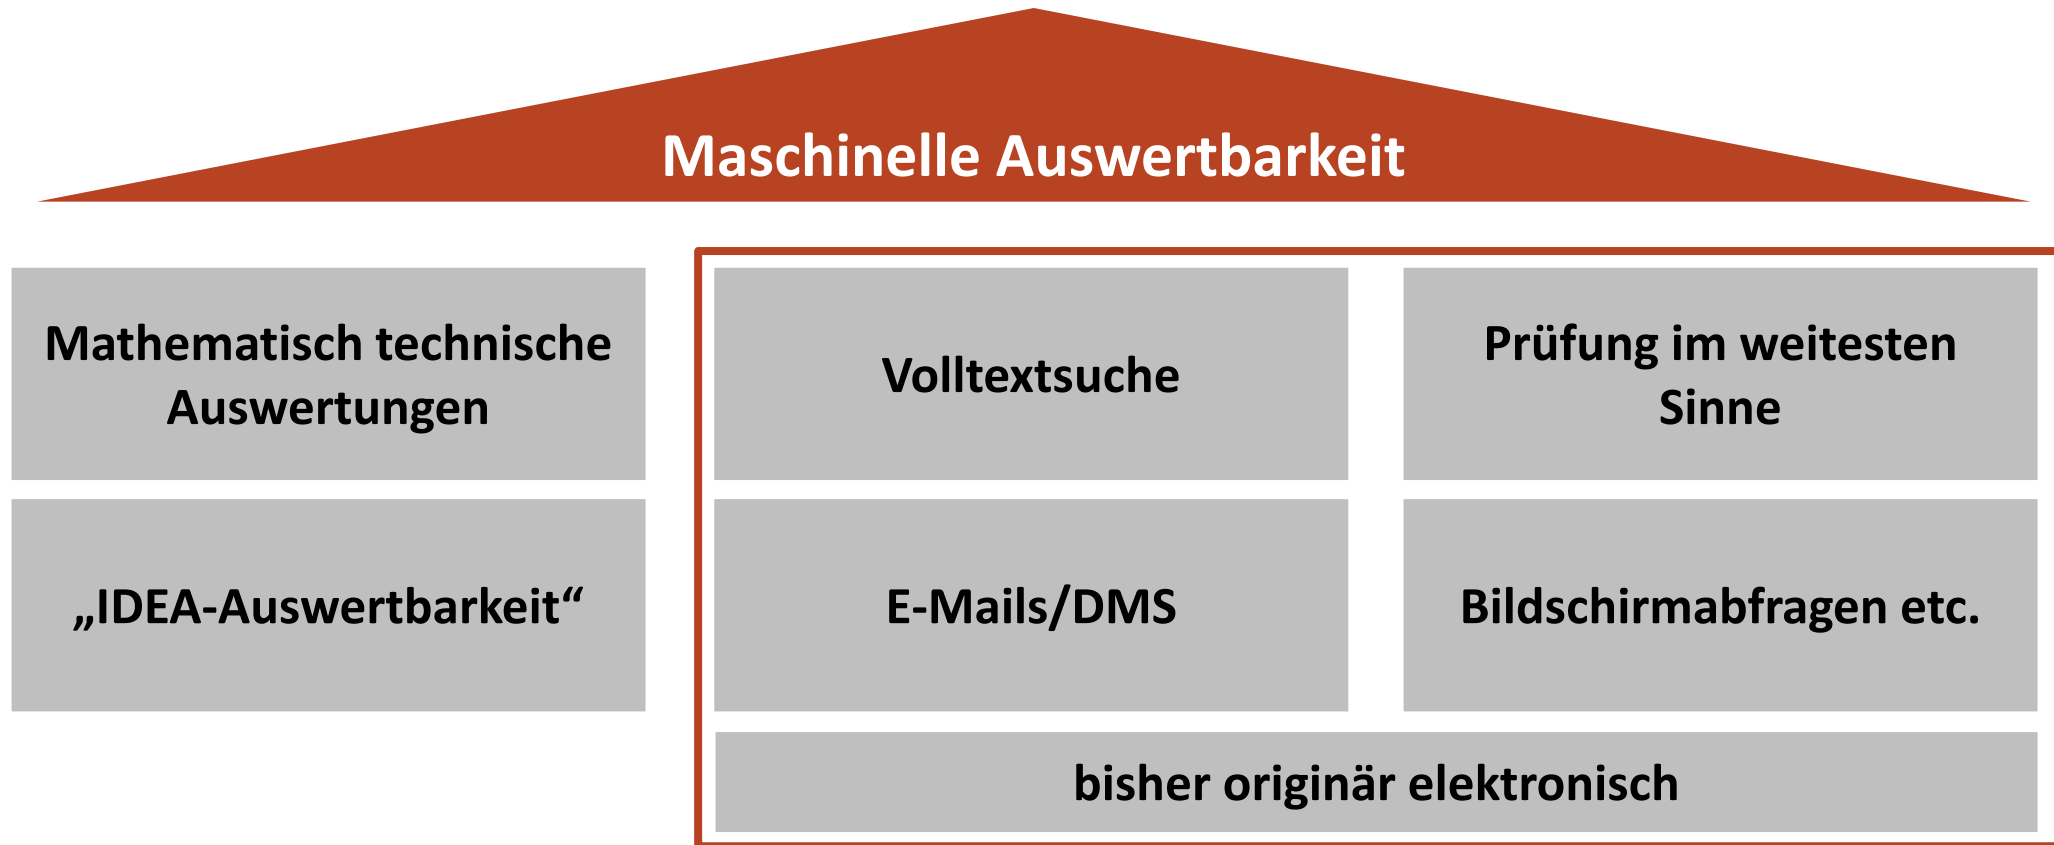 Maschinelle Auswertbarkeit
Mathematisch technische
Auswertungen
Volltextsuche
Prüfung im weitesten
Sinne
„IDEA-Auswertbarkeit“
E-Mails/DMS
Bildschirmabfragen etc.
bisher originär elektronisch